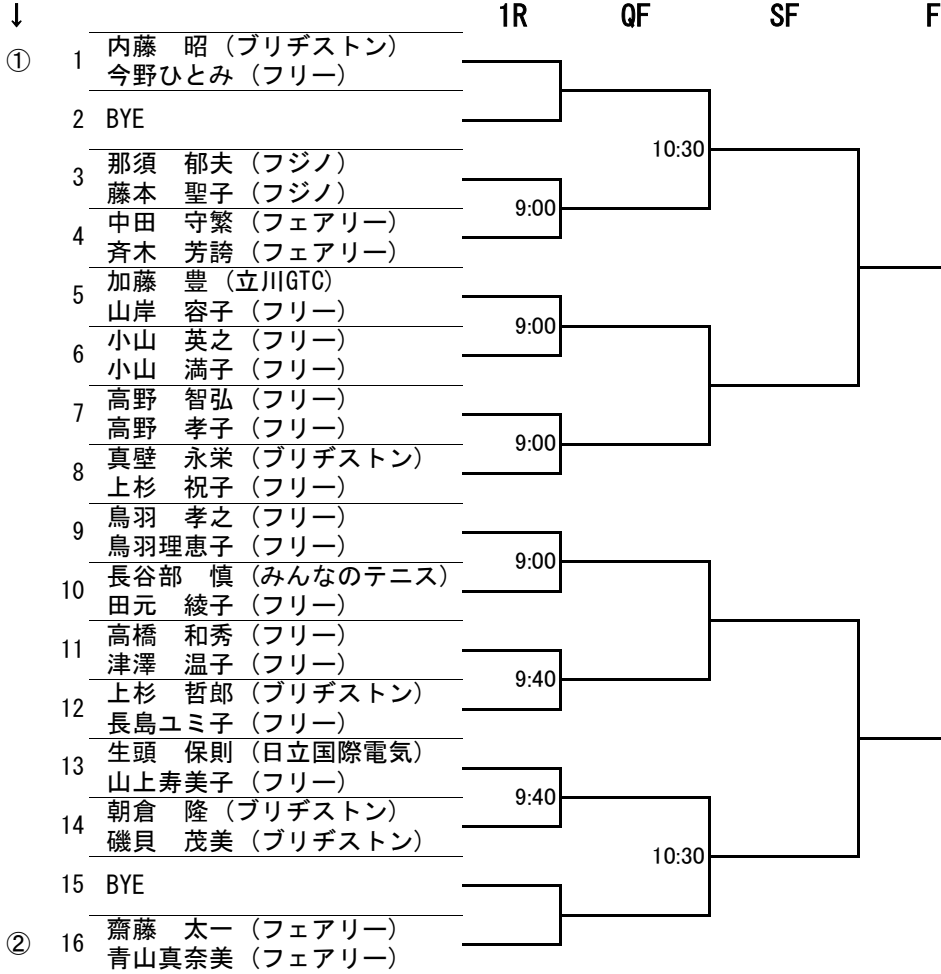 ↓ 1R QF SF F
① 1 内藤　昭（ブリヂストン）
今野ひとみ（フリー）
2 BYE
10:30
3 那須　郁夫（フジノ）
藤本　聖子（フジノ）
9:00
4 中田　守繁（フェアリー）
斉木　芳誇（フェアリー）
5 加藤　豊（立川GTC）
山岸　容子（フリー）
9:00
6 小山　英之（フリー）
小山　満子（フリー）
7 高野　智弘（フリー）
高野　孝子（フリー）
9:00
8 真壁　永栄（ブリヂストン）
上杉　祝子（フリー）
9 鳥羽　孝之（フリー）
鳥羽理恵子（フリー）
9:00
10 長谷部　慎（みんなのテニス）
田元　綾子（フリー）
11 高橋　和秀（フリー）
津澤　温子（フリー）
9:40
12 上杉　哲郎（ブリヂストン）
長島ユミ子（フリー）
13 生頭　保則（日立国際電気）
山上寿美子（フリー）
9:40
14 朝倉　隆（ブリヂストン）
磯貝　茂美（ブリヂストン）
10:30
15 BYE
② 16 齋藤　太一（フェアリー）
青山真奈美（フェアリー）